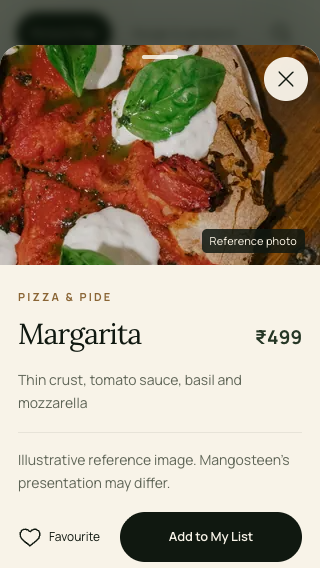 Reference photo
PIZZA & PIDE
Margarita
₹499
Thin crust, tomato sauce, basil and
mozzarella
Illustrative reference image. Mangosteen's
presentation may differ.
Favourite
Add to My List